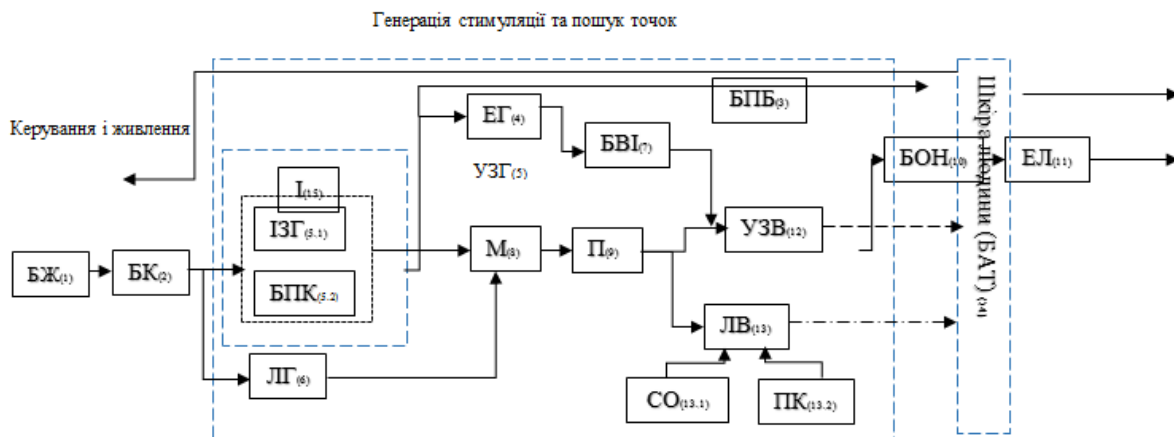 Генерація стимуляції та пошук точок
Керування і живлення
БПБ(3)
ЕГ(4)
БВІ(7)
УЗГ(5)
І(15)
ІЗГ(5.1)
БПК(5.2)
БЖ(1)
БК(2)
М(8)
П(9)
УЗВ(12)
БОН(10)
ЕЛ(11)
Шкіра людини (БАТ)(14)
ЛВ(13)
ЛГ(6)
СО(13.1)
ПК(13.2)